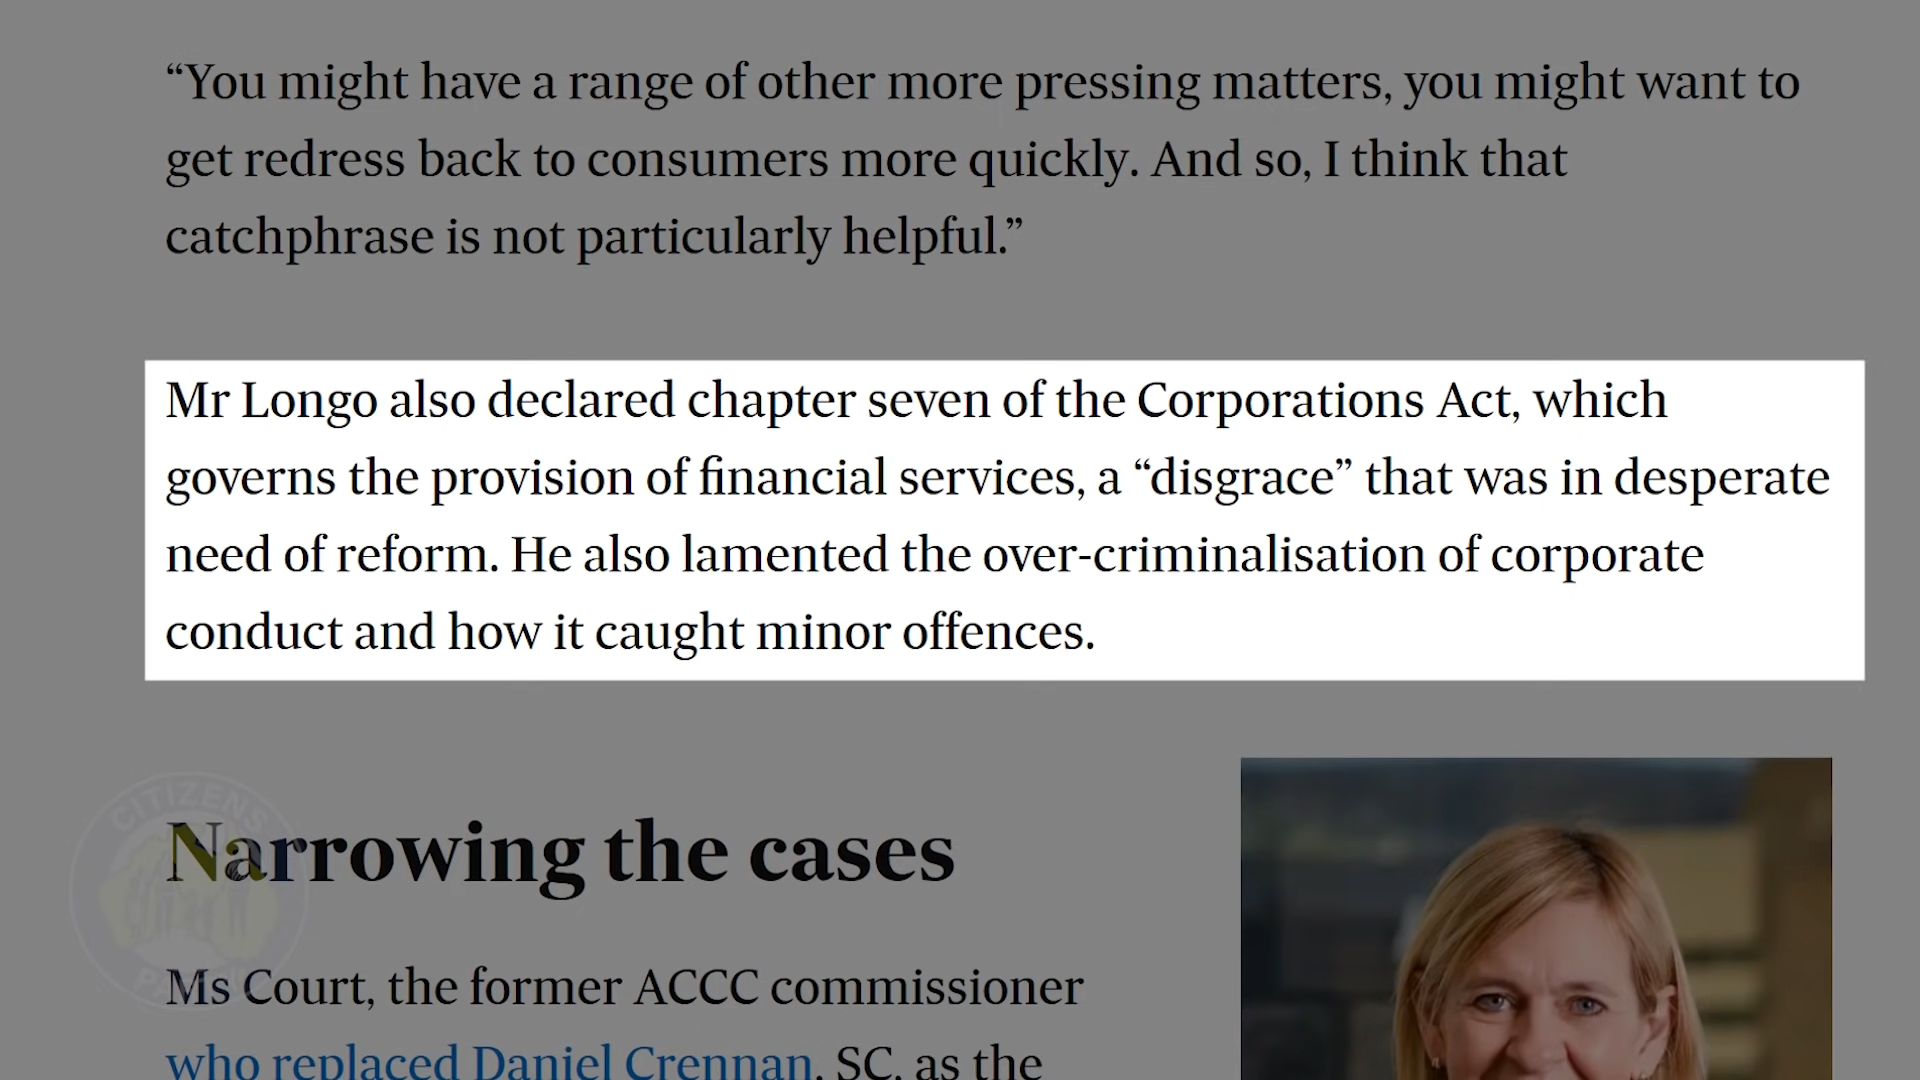 “You might have a range of other more pressing matters, you might want to
get redress back to consumers more quickly. And so, I think that
catchphrase is not particularly helpful.”
Mr Longo also declared chapter seven of the Corporations Act, which
governs the provision of financial services, a “disgrace” that was in desperate
need of reform. He also lamented the over-criminalisation of corporate
conduct and how it caught minor offences.
Narrowing the cases
CITIZENS
Ms Court, the former ACCC commissioner
who replaced Daniel Crennan, SC, as the